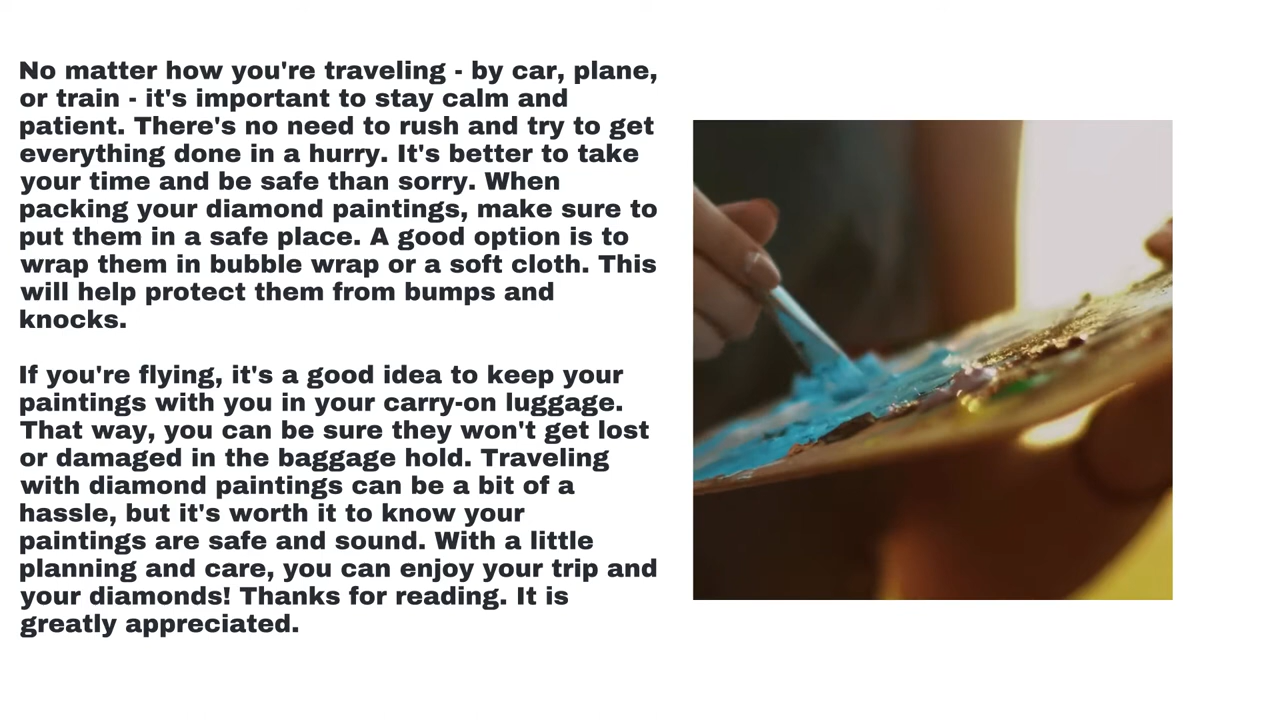 No matter how you're traveling - by car, plane,
or train - it's important to stay calm and
patient. There's no need to rush and try to get
everything done in a hurry. It's better to take
your time and be safe than sorry. When
packing your diamond paintings, make sure to
put them in a safe place. A good option is to
wrap them in bubble wrap or a soft cloth. This
will help protect them from bumps and
knocks.
If you're flying, it's a good idea to keep your
paintings with you in your carry-on luggage.
That way, you can be sure they won't get lost
or damaged in the baggage hold. Traveling
with diamond paintings can be a bit of a
hassle, but it's worth it to know your
paintings are safe and sound. With a little
planning and care, you can enjoy your trip and
your diamonds! Thanks for reading. It is
greatly appreciated.